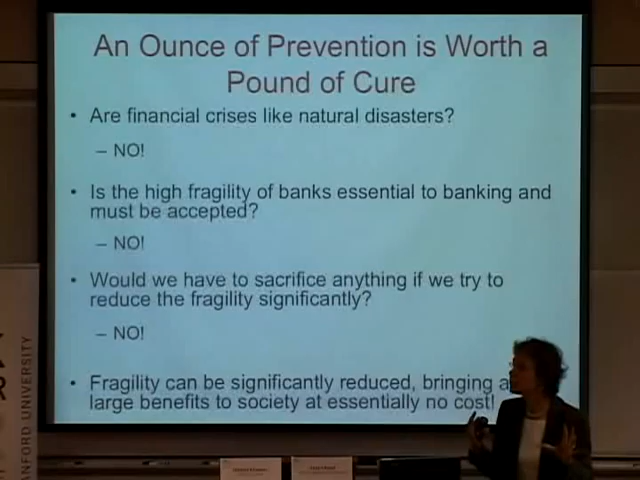 An Ounce of Prevention is Worth a
Pound of Cure
• Are financial crises like natural disasters?
– NO!
• Is the high fragility of banks essential to banking and
must be accepted?
– NO!
• Would we have to sacrifice anything if we try to
reduce the fragility significantly?
– NO!
• Fragility can be significantly reduced, bringing
large benefits to society at essentially no cost!
ANFORD UNIVERSITY